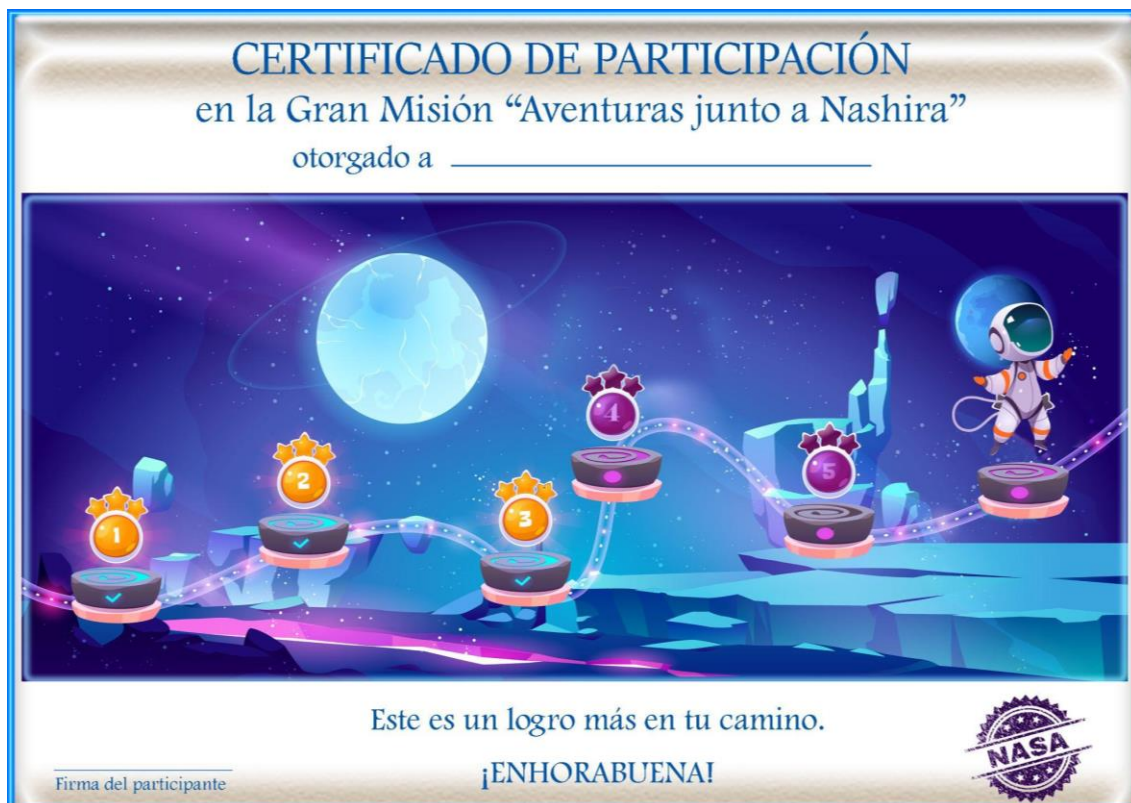 CERTIFICADO DE PARTICIPACIÓN
en la Gran Misión “Aventuras junto a Nashira”
otorgado a
4
5
2
3
1
Este es un logro más en tu camino.
NASA
Firma del participante
¡ENHORABUENA!